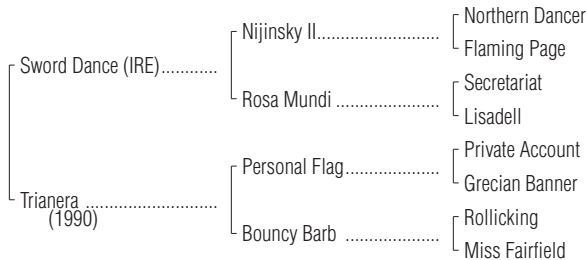 Northern Dancer
Nijinsky II....................................
Flaming Page
Sword Dance (IRE)............
Secretariat
Rosa Mundi ...............................
Lisadell
Private Account
Personal Flag...........................
Grecian Banner
Trianera ............................
(1990)
Rollicking
Bouncy Barb ..........................
Miss Fairfield